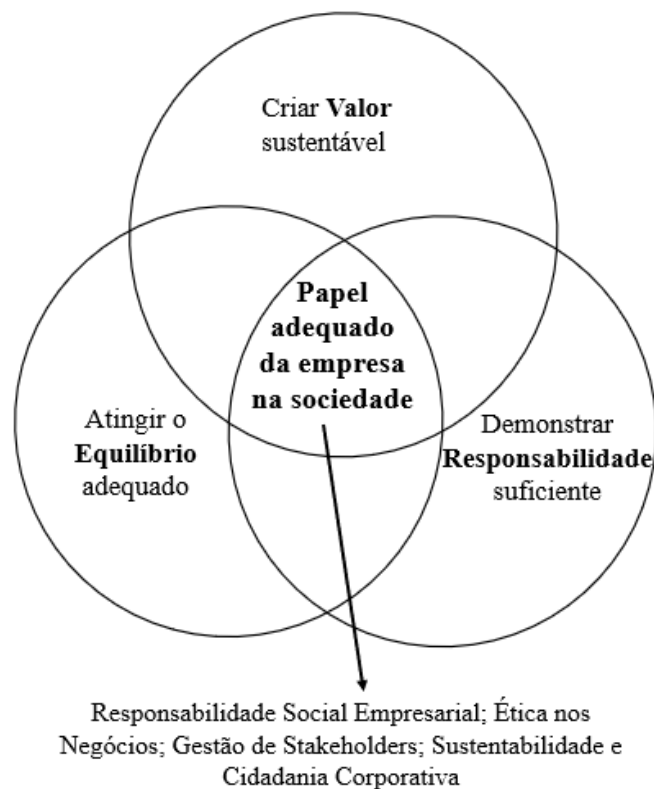 Criar Valor
sustentável
Papel
adequado
da empresa
na sociedade
Atingir o
Equilíbrio
adequado
Demonstrar
Responsabilidade
suficiente
Responsabilidade Social Empresarial; Ética nos
Negócios; Gestão de Stakeholders; Sustentabilidade e
Cidadania Corporativa